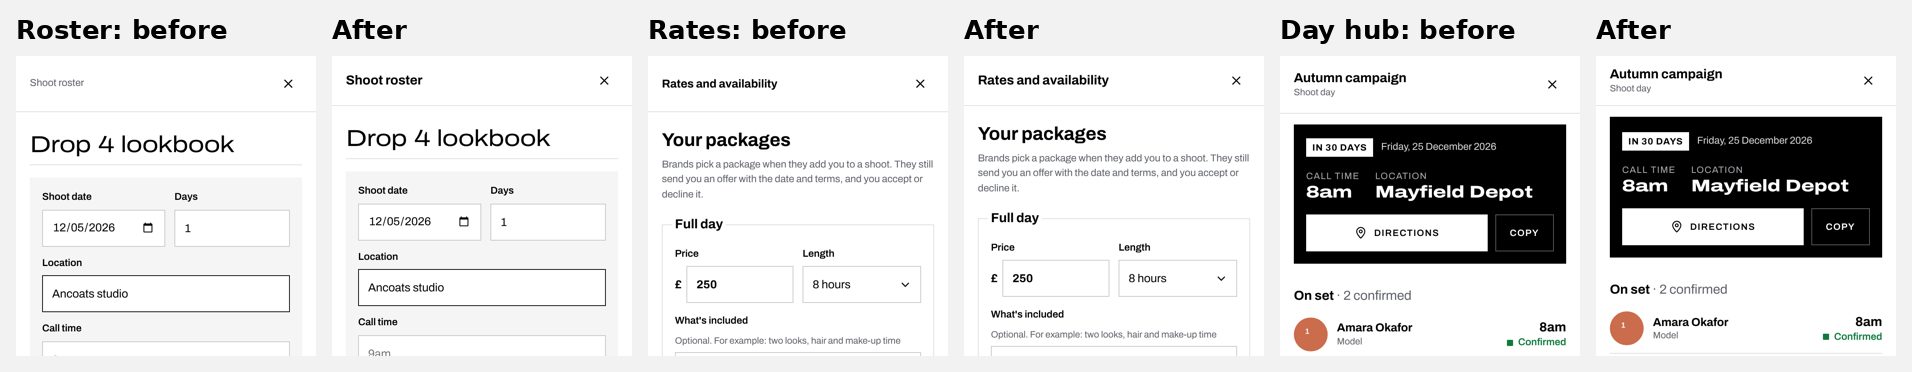 Roster: before
Shoot roster
Drop 4 lookbook
Shoot date Days
12/05/2026 1
Location
Ancoats studio
Call time
After
Shoot roster
Drop 4 lookbook
Shoot date Days
12/05/2026 1
Location
Ancoats studio
Call time
9am
Rates: before
Rates and availability
Your packages
Brands pick a package when they add you to a shoot. They still
send you an offer with the date and terms, and you accept or
decline it.
Full day
Price Length
£ 250 8 hours
What's included
Optional. For example: two looks, hair and make-up time
After
Rates and availability
Your packages
Brands pick a package when they add you to a shoot. They still
send you an offer with the date and terms, and you accept or
decline it.
Full day
Price Length
£ 250 8 hours
What's included
Optional. For example: two looks, hair and make-up time
Day hub: before
Autumn campaign
Shoot day
IN 30 DAYS Friday, 25 December 2026
CALL TIME LOCATION
8am Mayfield Depot
DIRECTIONS COPY
On set · 2 confirmed
1 Amara Okafor 8am
Model Confirmed
After
Autumn campaign
Shoot day
IN 30 DAYS Friday, 25 December 2026
CALL TIME LOCATION
8am Mayfield Depot
DIRECTIONS COPY
On set · 2 confirmed
1 Amara Okafor 8am
Model Confirmed